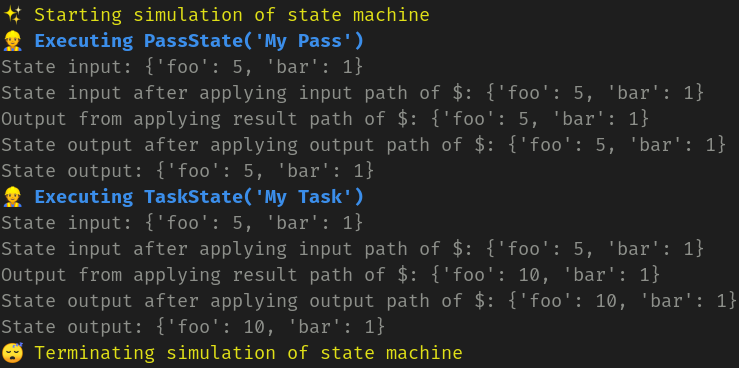 ✨ Starting simulation of state machine
👷 Executing PassState('My Pass')
State input: {'foo': 5, 'bar': 1}
State input after applying input path of $: {'foo': 5, 'bar': 1}
Output from applying result path of $: {'foo': 5, 'bar': 1}
State output after applying output path of $: {'foo': 5, 'bar': 1}
State output: {'foo': 5, 'bar': 1}
👷 Executing TaskState('My Task')
State input: {'foo': 5, 'bar': 1}
State input after applying input path of $: {'foo': 5, 'bar': 1}
Output from applying result path of $: {'foo': 10, 'bar': 1}
State output after applying output path of $: {'foo': 10, 'bar': 1}
State output: {'foo': 10, 'bar': 1}
😴 Terminating simulation of state machine